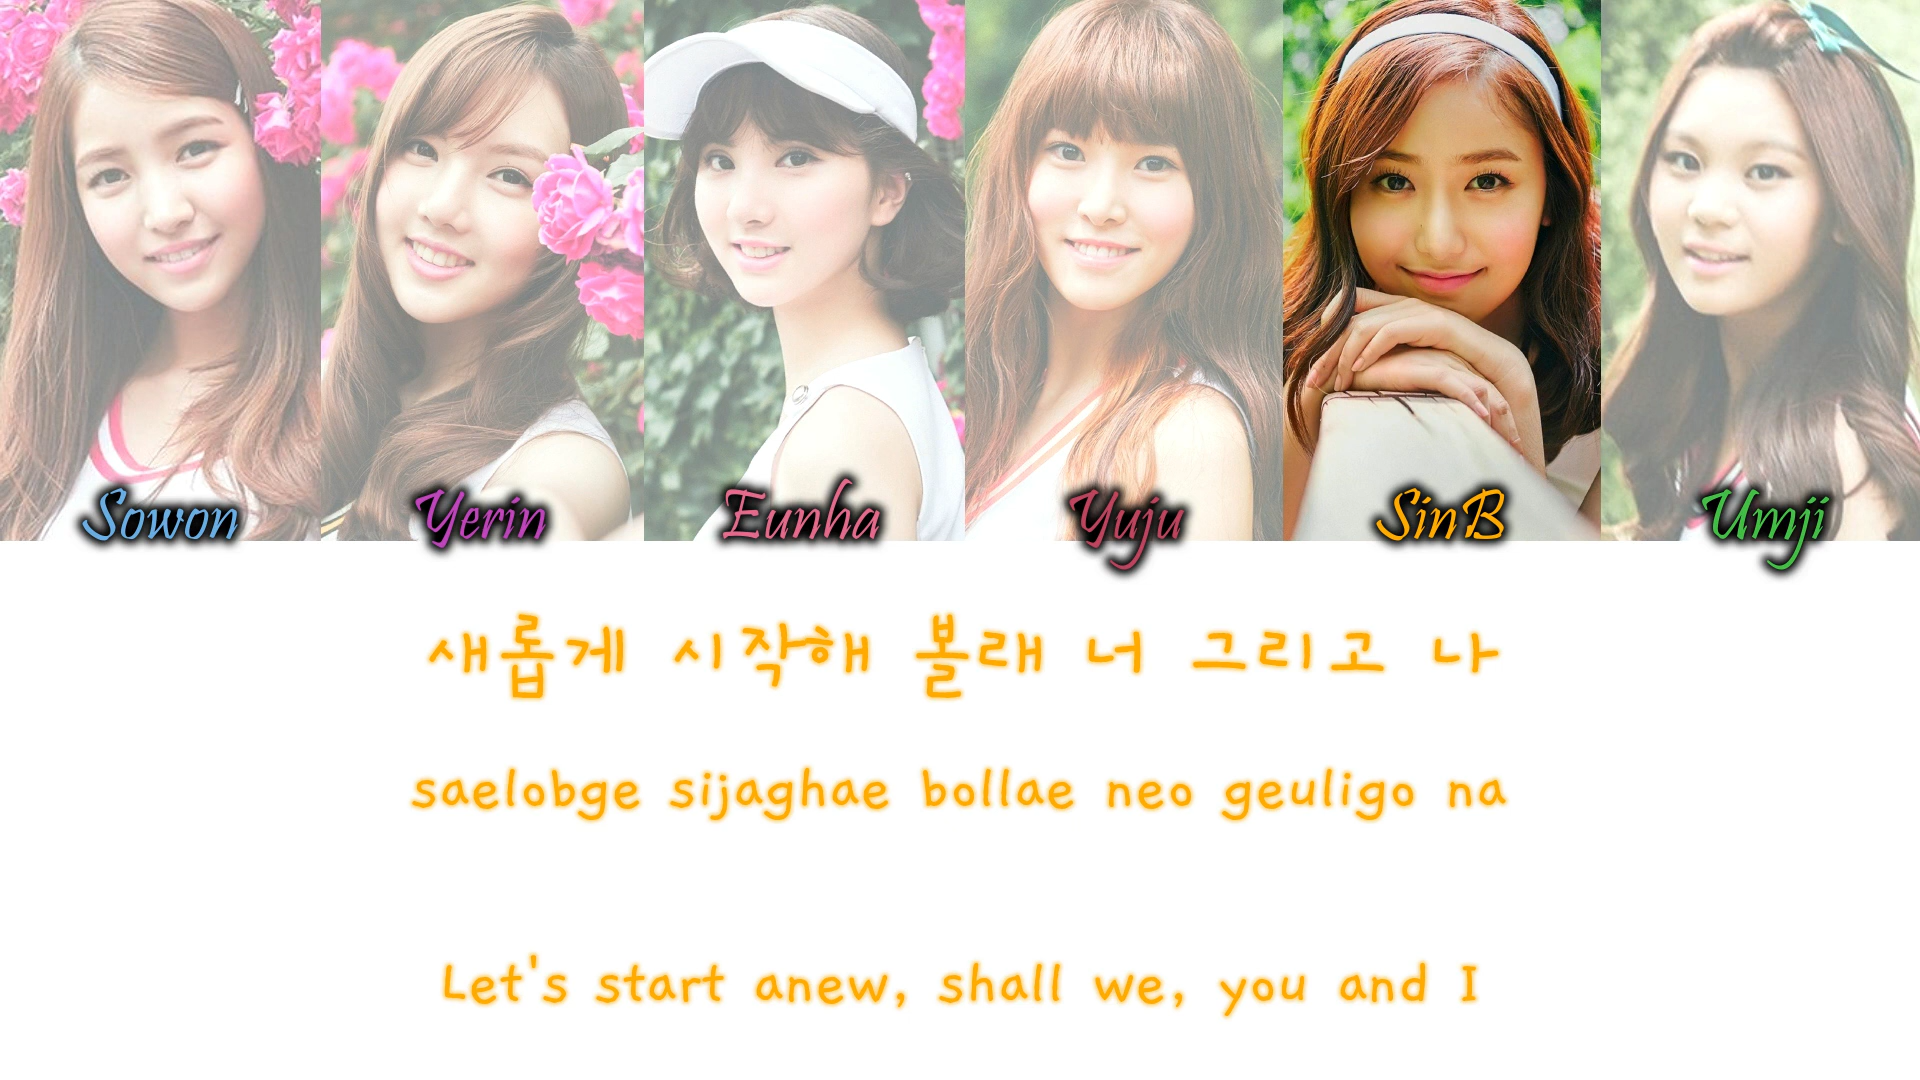 Sowon Yerin Eunha Yuju SinB Umji
새롭게 시작해 볼래 너 그리고 나
saelobge sijaghae bollae neo geuligo na
Let's start anew, shall we, you and I